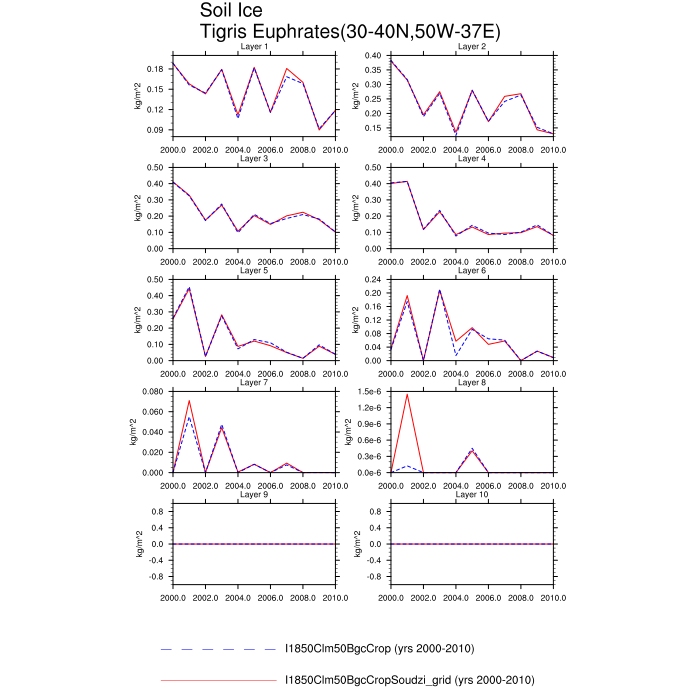 Soil Ice
Tigris Euphrates(30-40N,50W-37E)
Layer 1
kg/m^2
0.18
0.15
0.12
0.09
2000.0 2002.0 2004.0 2006.0 2008.0 2010.0
Layer 2
kg/m^2
0.40
0.35
0.30
0.25
0.20
0.15
2000.0 2002.0 2004.0 2006.0 2008.0 2010.0
Layer 3
kg/m^2
0.50
0.40
0.30
0.20
0.10
0.00
2000.0 2002.0 2004.0 2006.0 2008.0 2010.0
Layer 4
kg/m^2
0.50
0.40
0.30
0.20
0.10
0.00
2000.0 2002.0 2004.0 2006.0 2008.0 2010.0
Layer 5
kg/m^2
0.50
0.40
0.30
0.20
0.10
0.00
2000.0 2002.0 2004.0 2006.0 2008.0 2010.0
Layer 6
kg/m^2
0.24
0.20
0.16
0.12
0.08
0.04
0.00
2000.0 2002.0 2004.0 2006.0 2008.0 2010.0
Layer 7
kg/m^2
0.080
0.060
0.040
0.020
0.000
2000.0 2002.0 2004.0 2006.0 2008.0 2010.0
Layer 8
kg/m^2
1.5e-6
1.2e-6
0.9e-6
0.6e-6
0.3e-6
0.0e-6
2000.0 2002.0 2004.0 2006.0 2008.0 2010.0
Layer 9
kg/m^2
0.8
0.4
0.0
-0.4
-0.8
2000.0 2002.0 2004.0 2006.0 2008.0 2010.0
Layer 10
kg/m^2
0.8
0.4
0.0
-0.4
-0.8
2000.0 2002.0 2004.0 2006.0 2008.0 2010.0
I1850Clm50BgcCrop (yrs 2000-2010)
I1850Clm50BgcCropSoudzi_grid (yrs 2000-2010)